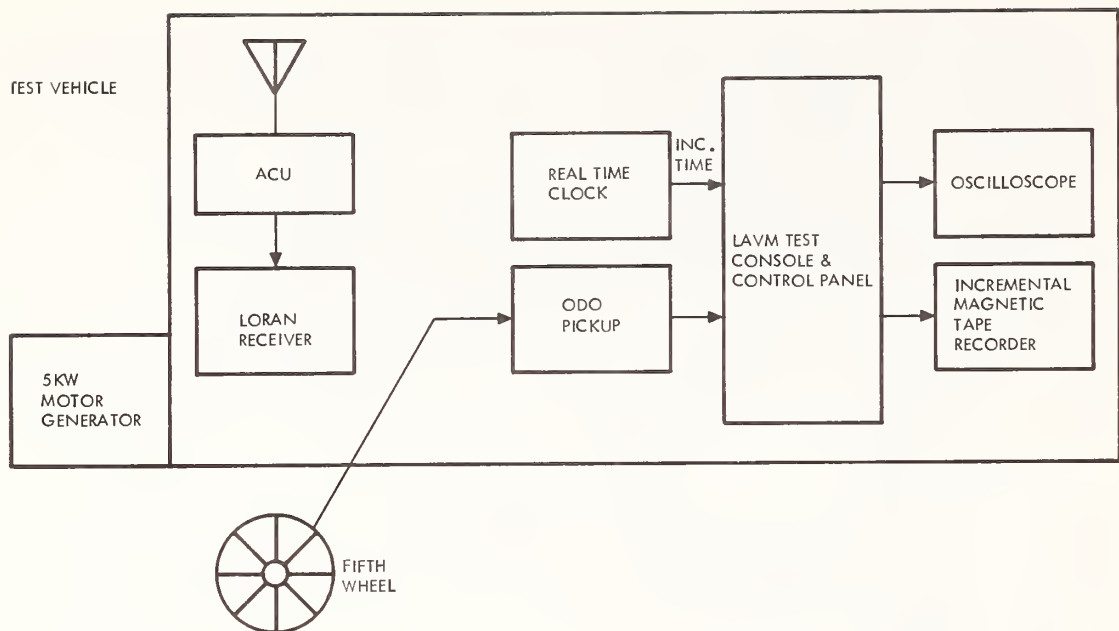 TEST VEHICLE
ACU
LORAN
RECEIVER
5KW
MOTOR
GENERATOR
REAL TIME
CLOCK
INC.
TIME
ODO
PICKUP
LAVM TEST
CONSOLE &
CONTROL PANEL
OSCILLOSCOPE
INCREMENTAL
MAGNETIC
TAPE
RECORDER
FIFTH
WHEEL